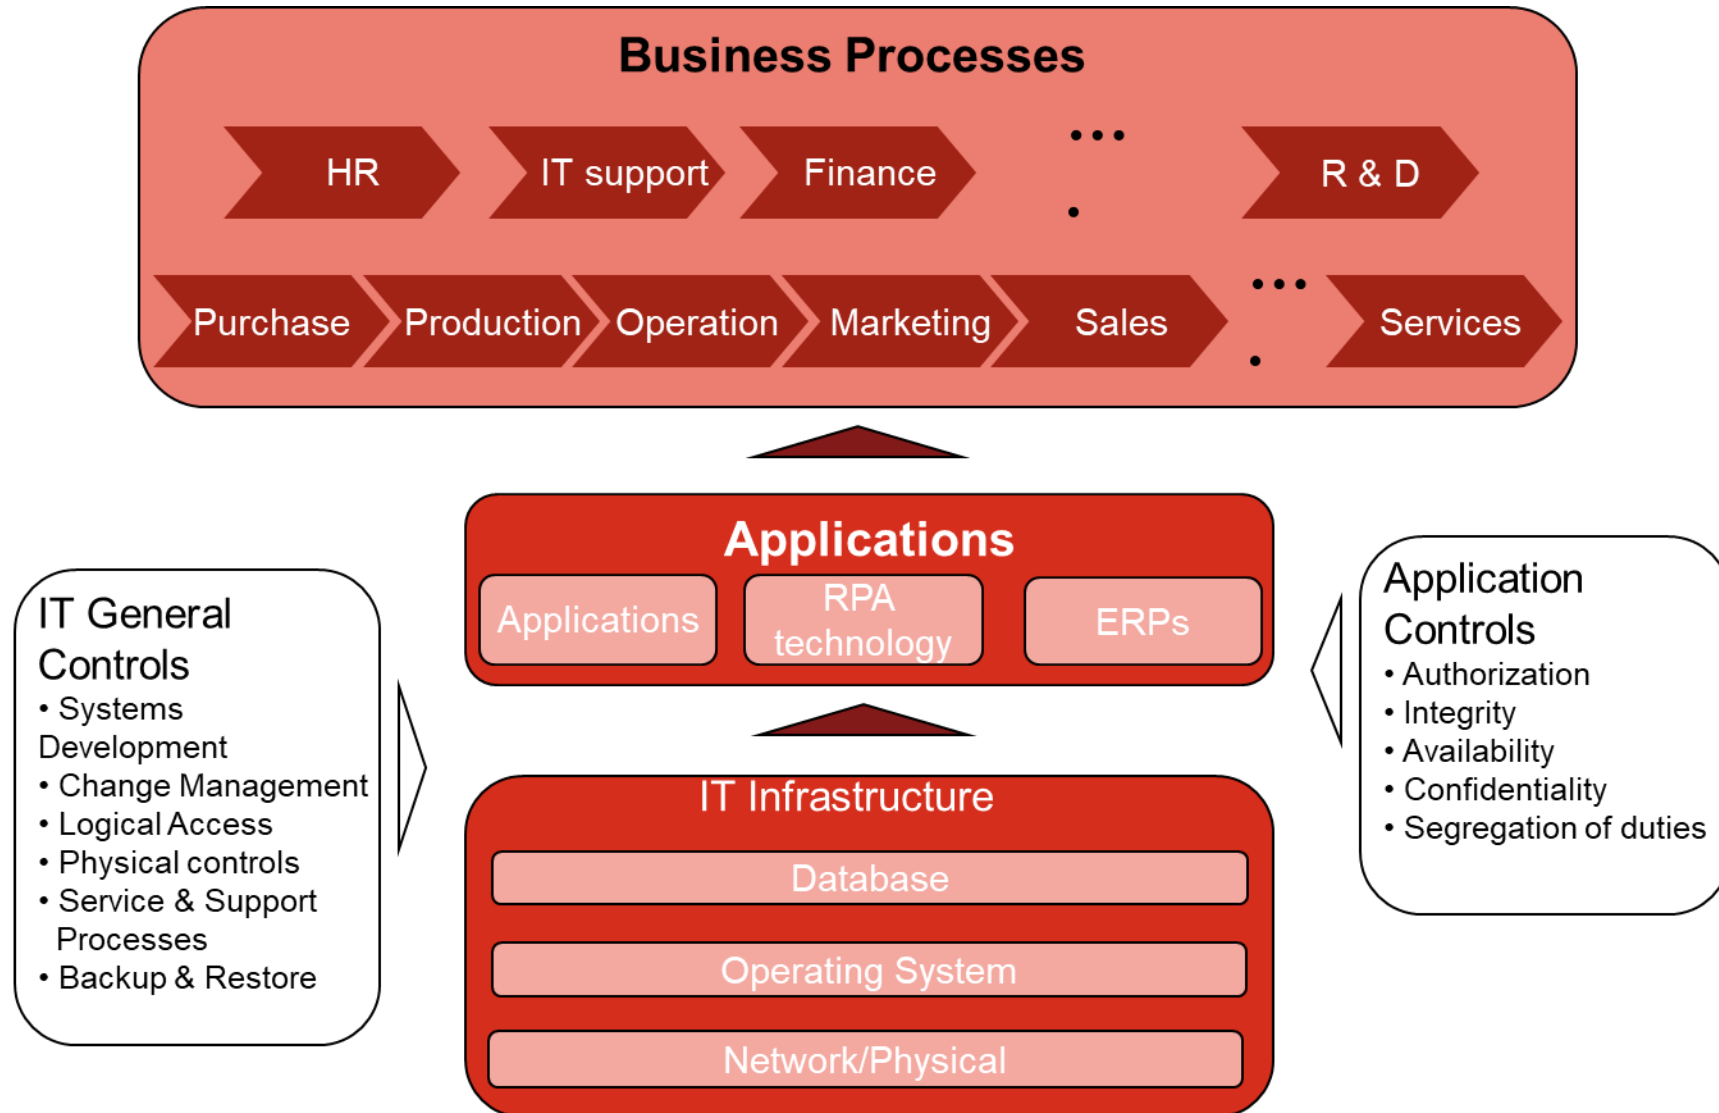 Business Processes
HR
IT support
Finance
...
.
R & D
Purchase
Production
Operation
Marketing
Sales
...
.
Services
Applications
Applications
RPA
technology
ERPs
IT General
Controls
• Systems
Development
• Change Management
• Logical Access
• Physical controls
• Service & Support
Processes
• Backup & Restore
Application
Controls
• Authorization
• Integrity
• Availability
• Confidentiality
• Segregation of duties
IT Infrastructure
Database
Operating System
Network/Physical